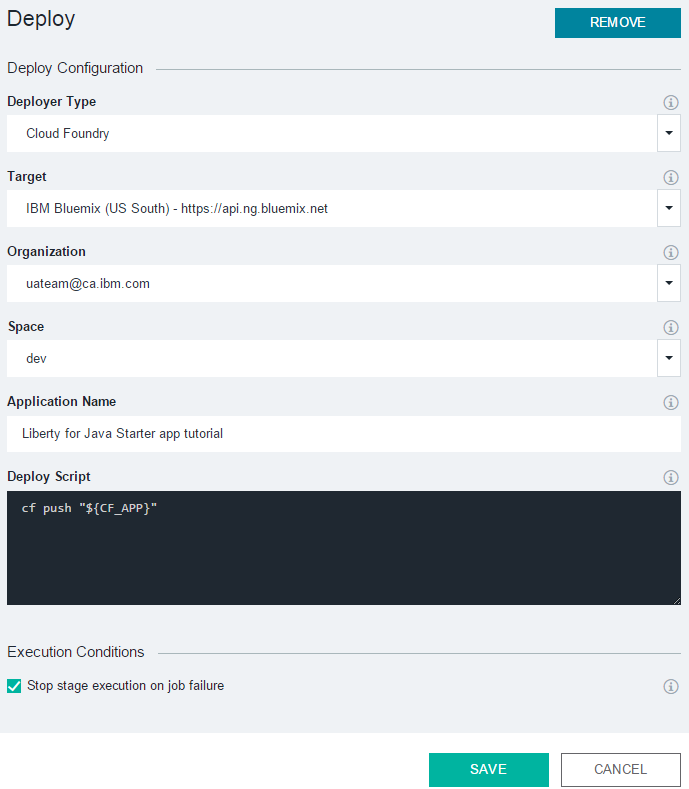 Deploy
REMOVE
Deploy Configuration
Deployer Type
Cloud Foundry
Target
IBM Bluemix (US South) - https://api.ng.bluemix.net
Organization
uateam@ca.ibm.com
Space
dev
Application Name
Liberty for Java Starter app tutorial
Deploy Script
cf push "${CF_APP}"
Execution Conditions
Stop stage execution on job failure
SAVE
CANCEL